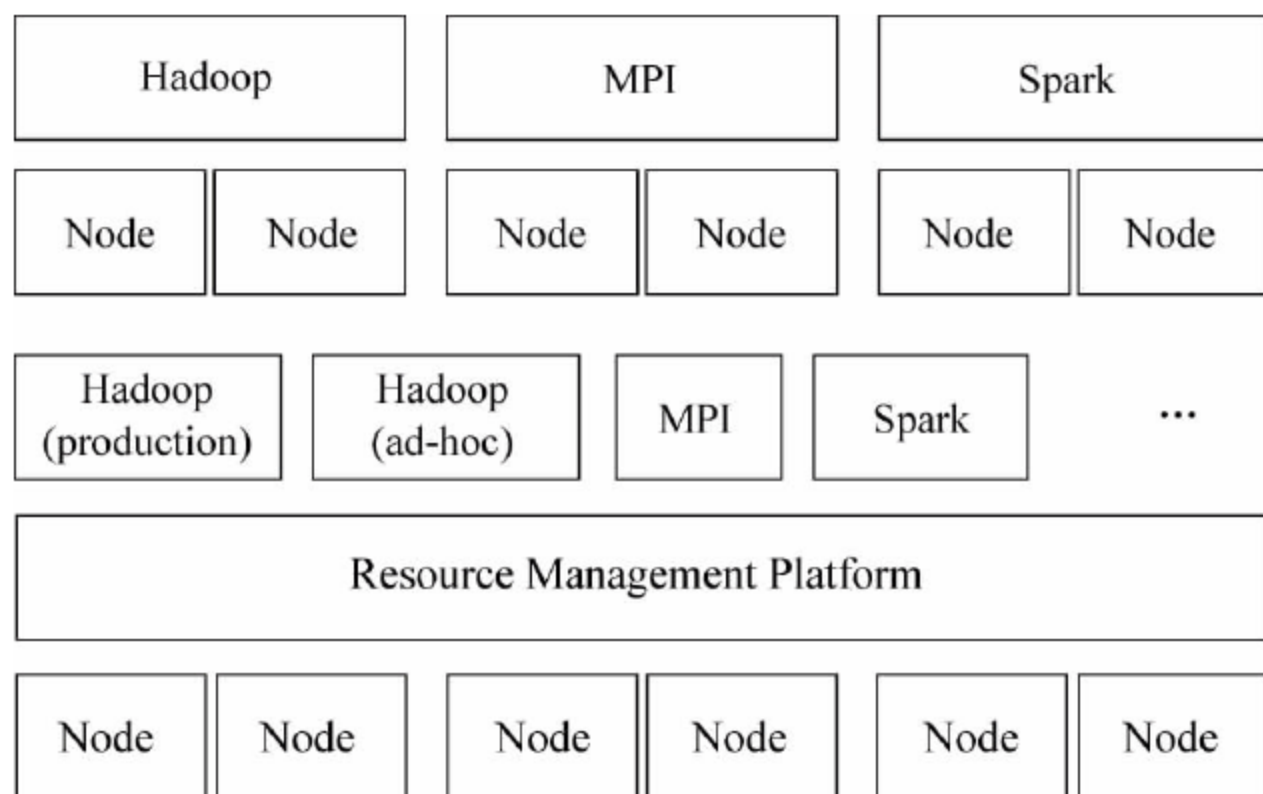 Hadoop
MPI
Spark
Node
Node
Node
Node
Node
Node
Hadoop
(production)
Hadoop
(ad-hoc)
MPI
Spark
...
Resource Management Platform
Node
Node
Node
Node
Node
Node